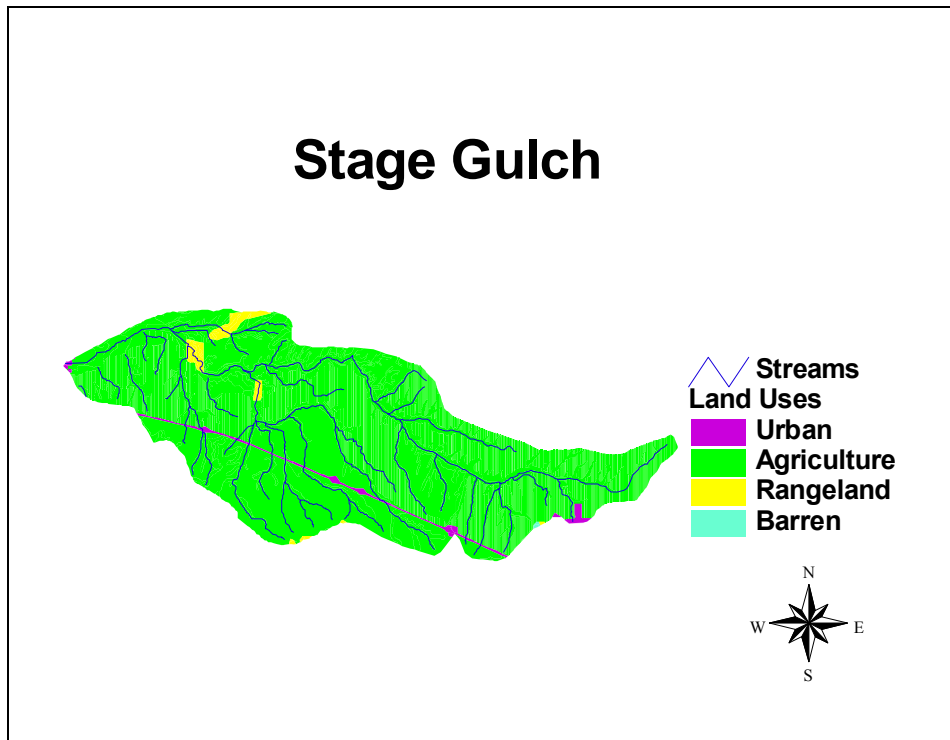 Stage Gulch
Streams
Land Uses
Urban
Agriculture
Rangeland
Barren
N
W E
S